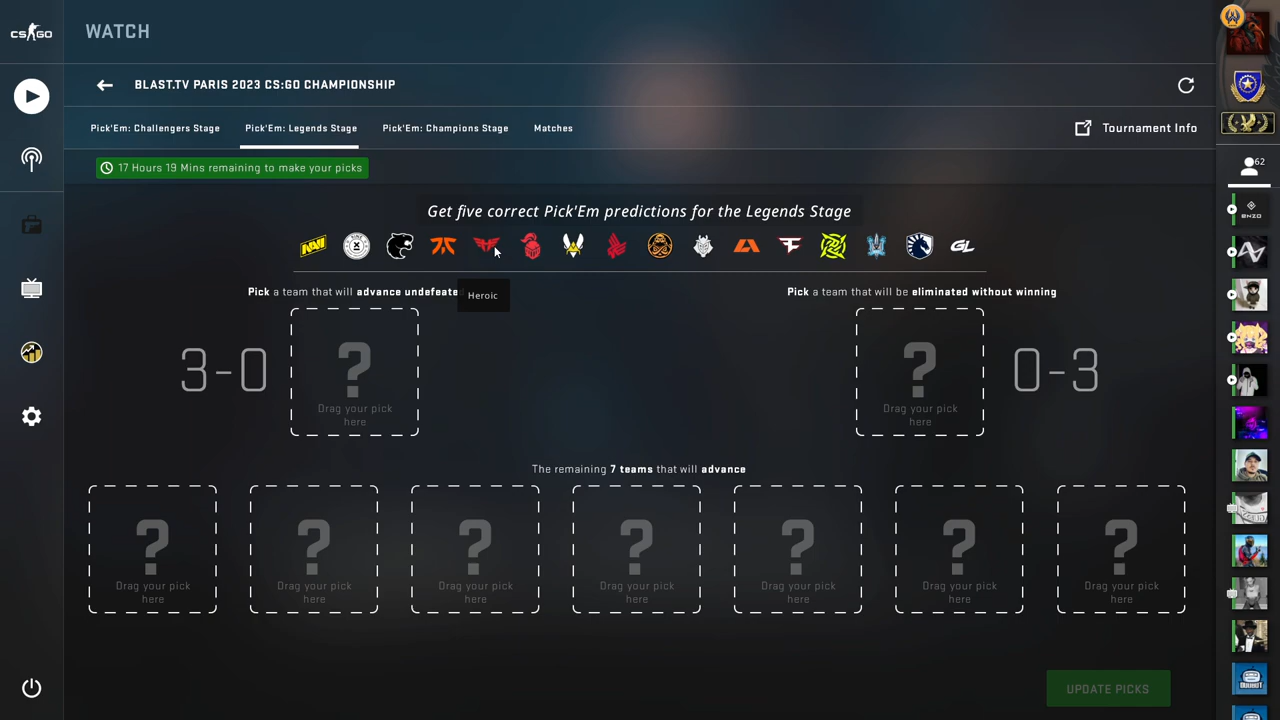 CS GO
WATCH
BLAST.TV PARIS 2023 CS:GO CHAMPIONSHIP
Pick'Em: Challengers Stage
Pick'Em: Legends Stage
Pick'Em: Champions Stage
Matches
Tournament Info
17 Hours 19 Mins remaining to make your picks
62
Get five correct Pick'Em predictions for the Legends Stage
NAVI
GL
ENZO
Pick a team that will advance undefeate
Heroic
Pick a team that will be eliminated without winning
3-0
?
Drag your pick
here
?
Drag your pick
here
0-3
The remaining 7 teams that will advance
?
Drag your pick
here
?
Drag your pick
here
?
Drag your pick
here
?
Drag your pick
here
?
Drag your pick
here
?
Drag your pick
here
?
Drag your pick
here
UPDATE PICKS